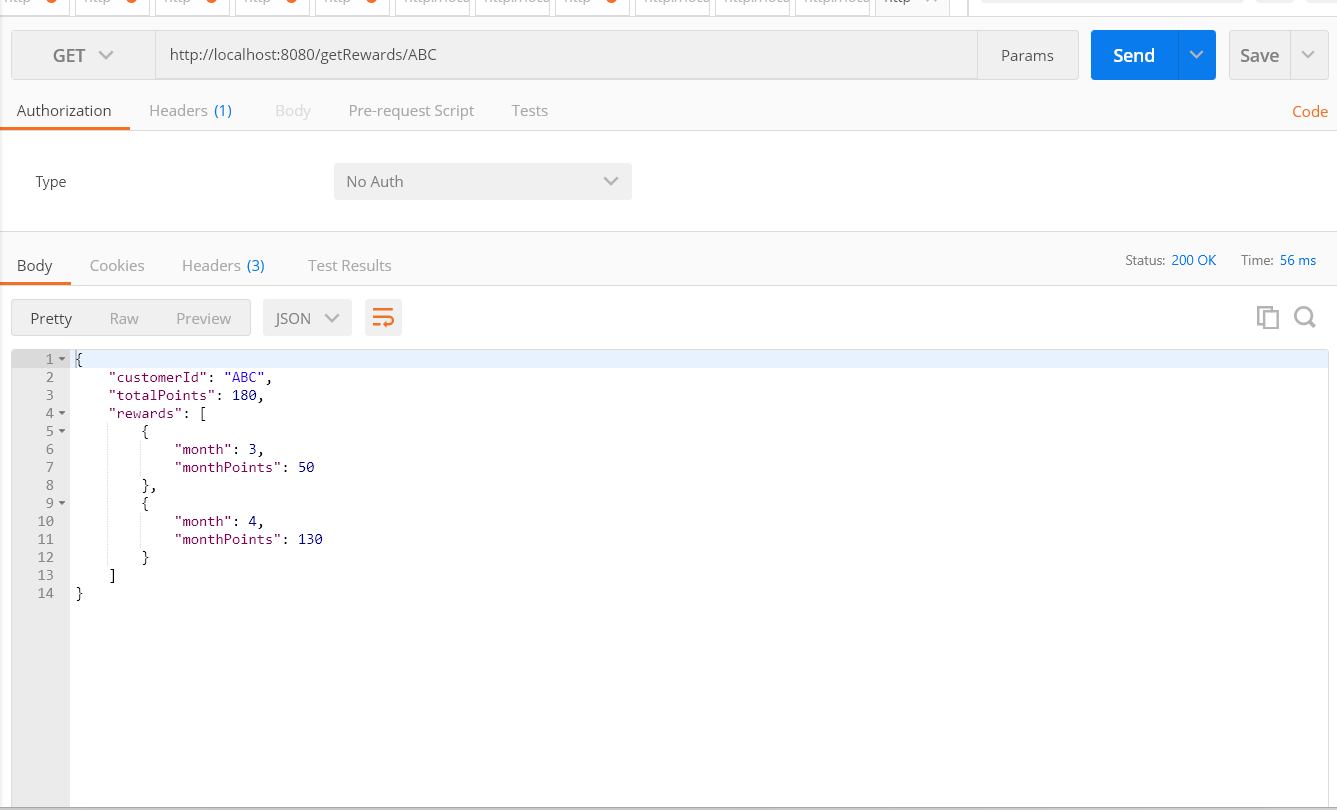 GET http://localhost:8080/getRewards/ABC Params Send Save
Authorization Headers (1) Body Pre-request Script Tests Code
Type No Auth
Body Cookies Headers (3) Test Results Status: 200 OK Time: 56 ms
Pretty Raw Preview JSON
1 {
2 "customerId": "ABC",
3 "totalPoints": 180,
4 "rewards": [
5 {
6 "month": 3,
7 "monthPoints": 50
8 },
9 {
10 "month": 4,
11 "monthPoints": 130
12 }
13 ]
14 }